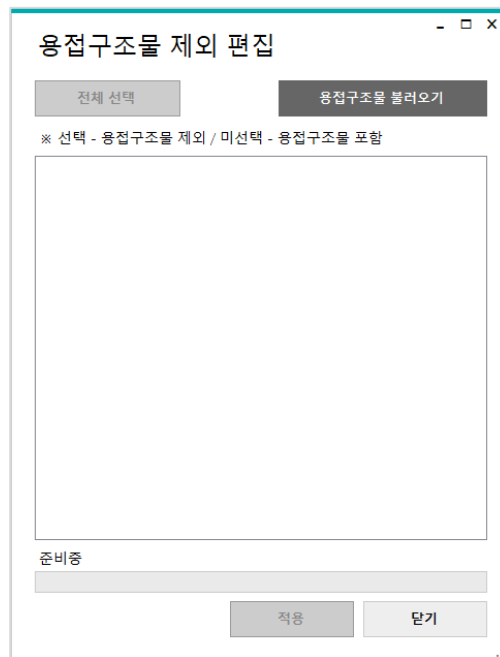 용접구조물 제외 편집
전체 선택
용접구조물 불러오기
※ 선택 - 용접구조물 제외 / 미선택 - 용접구조물 포함
준비중
적용
닫기